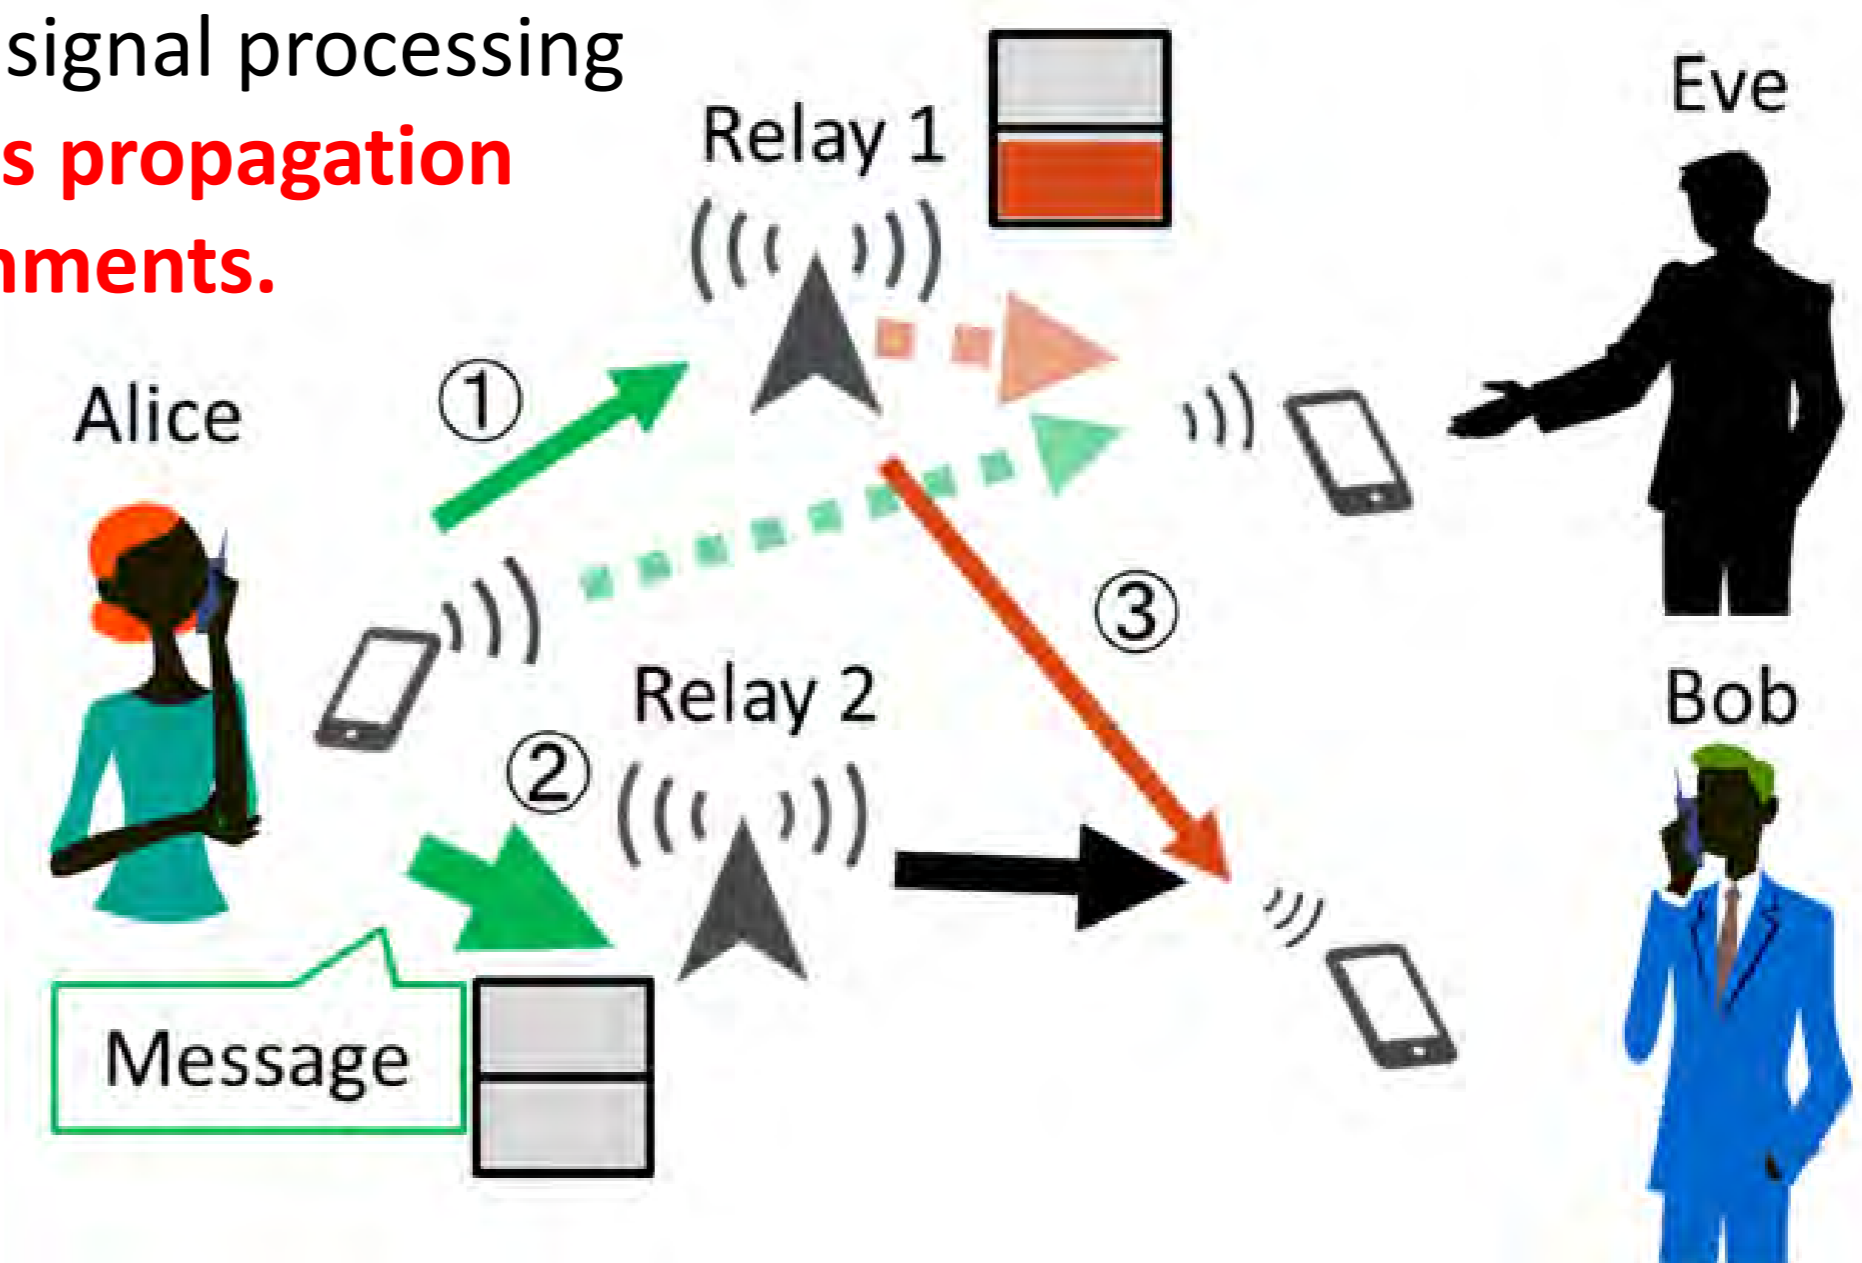 signal processing
s propagation
nments.
Relay 1
Eve
Alice
①
③
Relay 2
Bob
②
Message